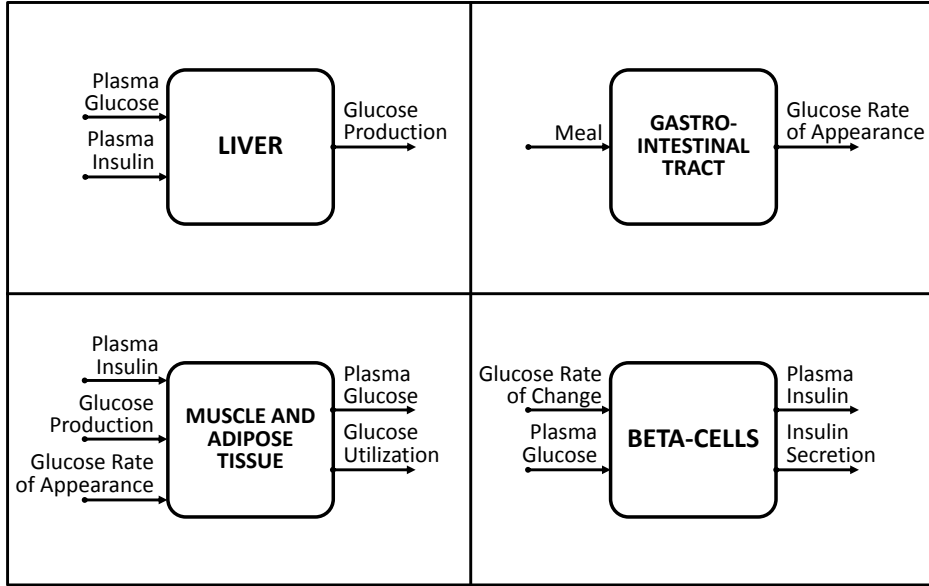 Plasma
Glucose
Plasma
Insulin
LIVER
Glucose
Production
Meal
GASTRO-
INTESTINAL
TRACT
Glucose Rate
of Appearance
Plasma
Insulin
Glucose
Production
Glucose Rate
of Appearance
MUSCLE AND
ADIPOSE
TISSUE
Plasma
Glucose
Glucose
Utilization
Glucose Rate
of Change
Plasma
Glucose
BETA-CELLS
Plasma
Insulin
Insulin
Secretion